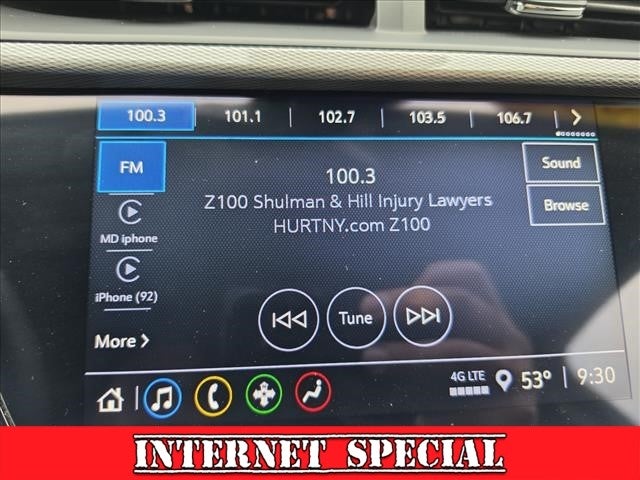 100.3 | 101.1 | 102.7 | 103.5 | 106.7 | >
FM
Sound
100.3
Z100 Shulman & Hill Injury Lawyers
HURTNY.com Z100
Browse
MD iphone
iPhone (92)
Tune
More >
4G LTE
53° | 9:30
INTERNET SPECIAL